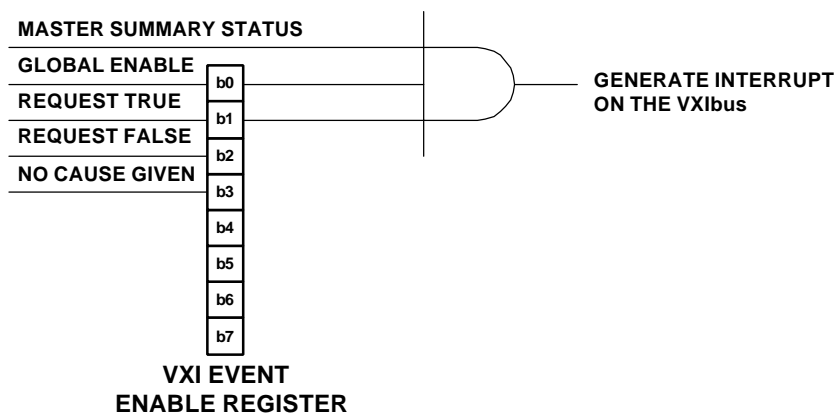 MASTER SUMMARY STATUS
GLOBAL ENABLE
REQUEST TRUE
REQUEST FALSE
NO CAUSE GIVEN
b0
b1
b2
b3
b4
b5
b6
b7
GENERATE INTERRUPT
ON THE VXIbus
VXI EVENT
ENABLE REGISTER